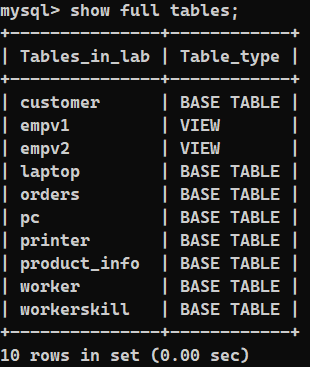 mysql> show full tables;
+---------------+------------+
| Tables_in_lab | Table_type |
+---------------+------------+
| customer      | BASE TABLE |
| empv1         | VIEW       |
| empv2         | VIEW       |
| laptop        | BASE TABLE |
| orders        | BASE TABLE |
| pc            | BASE TABLE |
| printer       | BASE TABLE |
| product_info  | BASE TABLE |
| worker        | BASE TABLE |
| workerskill   | BASE TABLE |
+---------------+------------+
10 rows in set (0.00 sec)